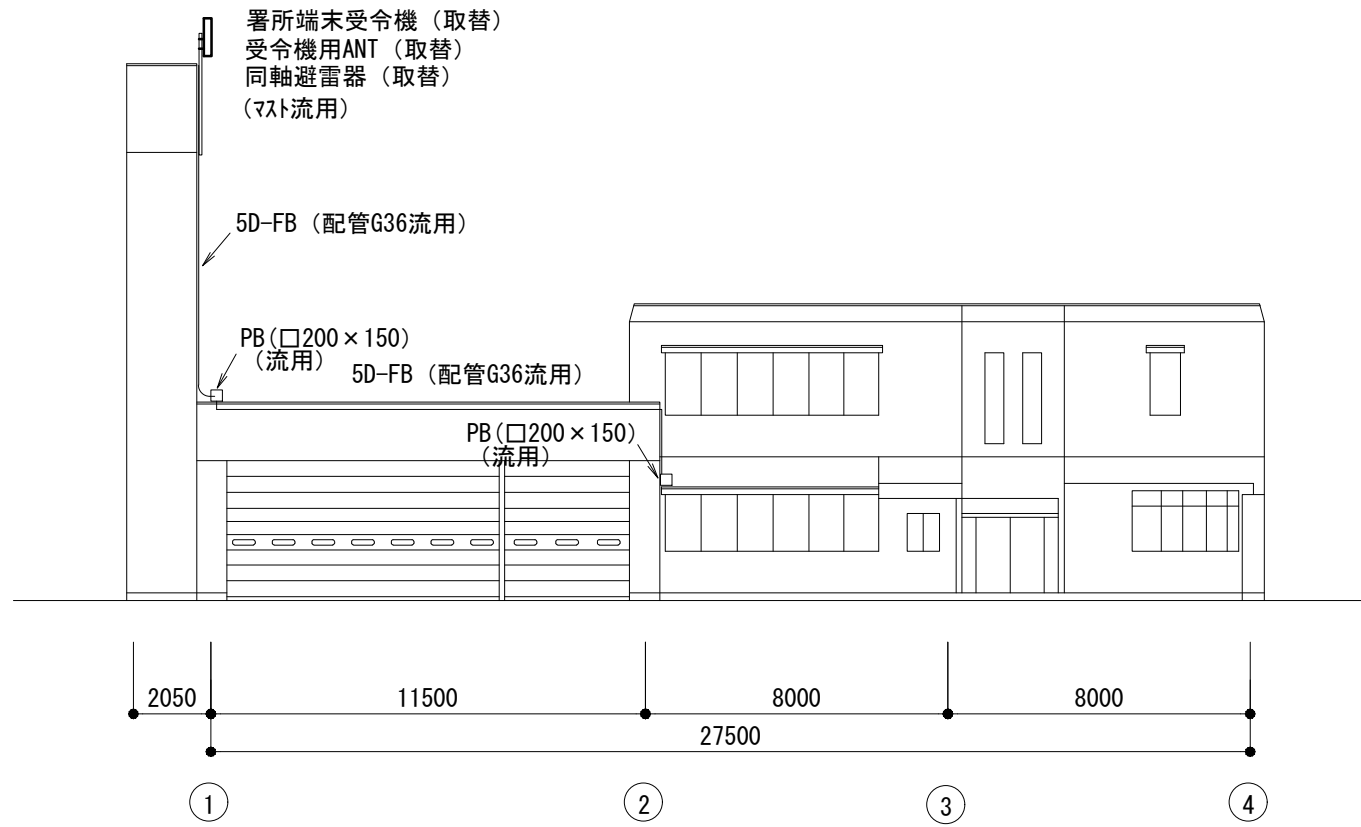 署所端末受令機（取替）
受令機用ANT（取替）
同軸避雷器（取替）
（ﾏｽﾄ流用）
5D-FB（配管G36流用）
PB(□200×150)
（流用）
5D-FB（配管G36流用）
PB(□200×150)
（流用）
2050
11500
8000
8000
27500
1
2
3
4